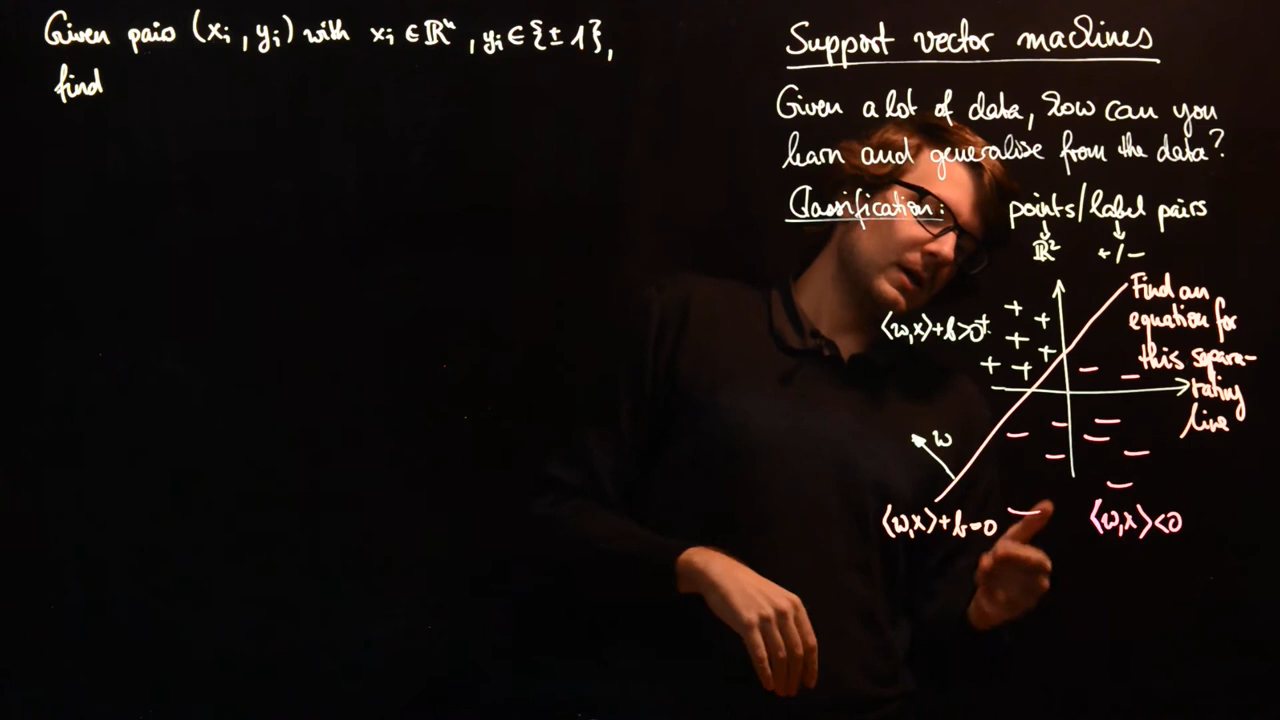 Given pairs (xᵢ, yᵢ) with xᵢ ∈ ℝⁿ, yᵢ ∈ {± 1},
find
Support vector machines
Given a lot of data, how can you
learn and generalise from the data?
Classification: points/label pairs
↓ ↓
ℝ² +/−
Find an
equation for
this separa-
rating
line
⟨w,x⟩+b>0
w
⟨w,x⟩+b=0
⟨w,x⟩<0